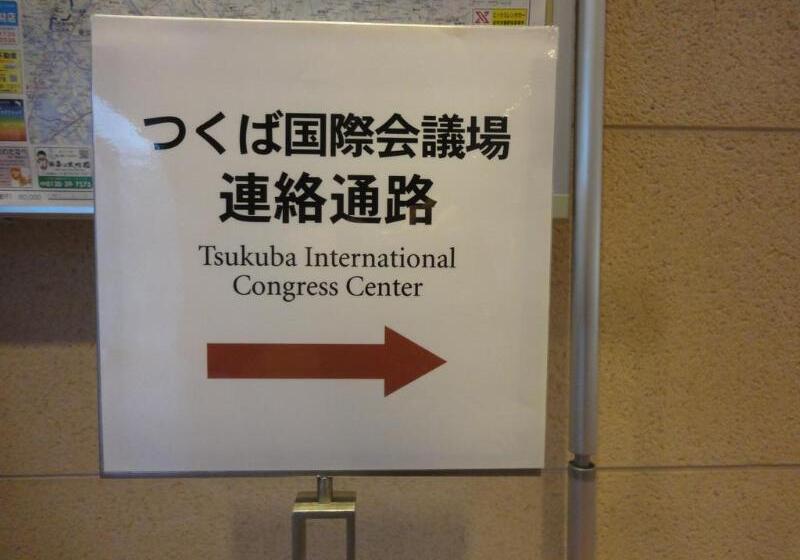 つくば国際会議場
連絡通路
Tsukuba International
Congress Center